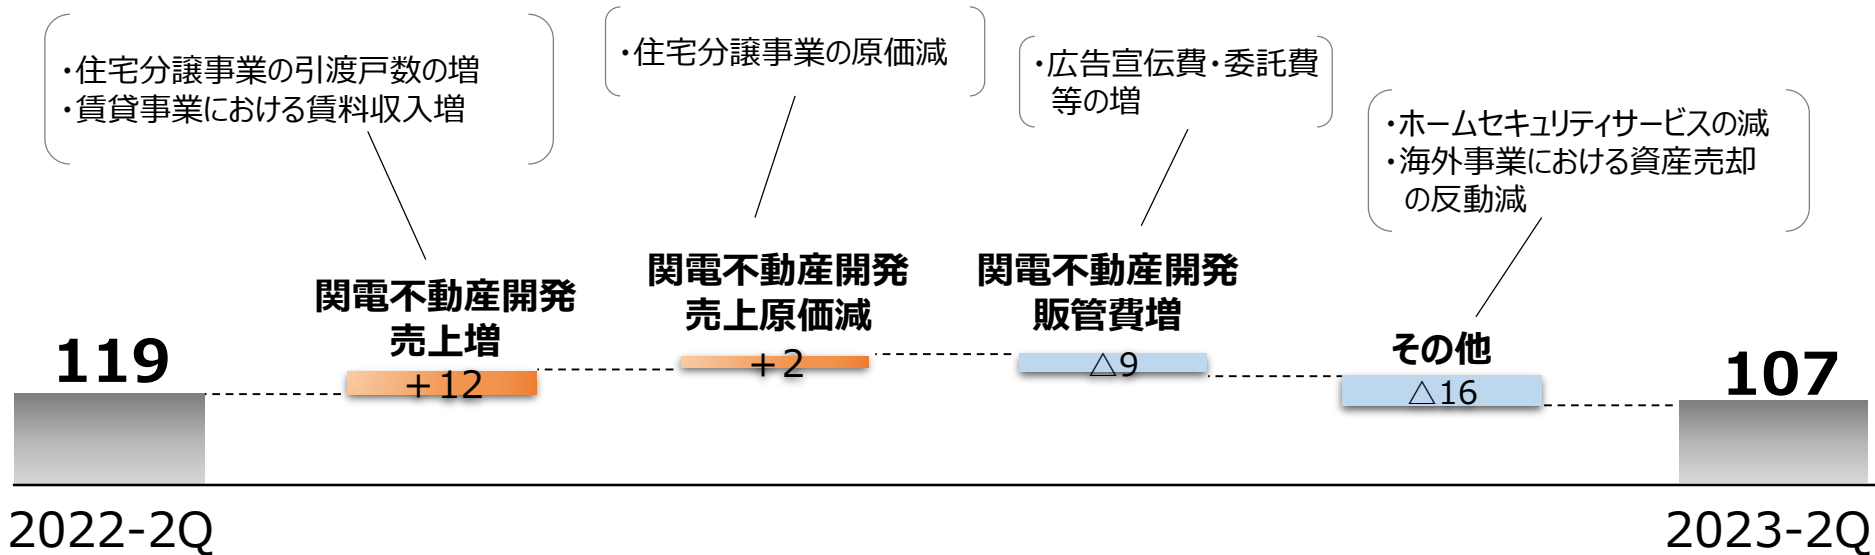 ・住宅分譲事業の引渡戸数の増
・賃貸事業における賃料収入増
・住宅分譲事業の原価減
・広告宣伝費・委託費
等の増
・ホームセキュリティサービスの減
・海外事業における資産売却
の反動減
119
関電不動産開発
売上増
＋12
関電不動産開発
売上原価減
＋2
関電不動産開発
販管費増
△9
その他
△16
107
2022-2Q
2023-2Q